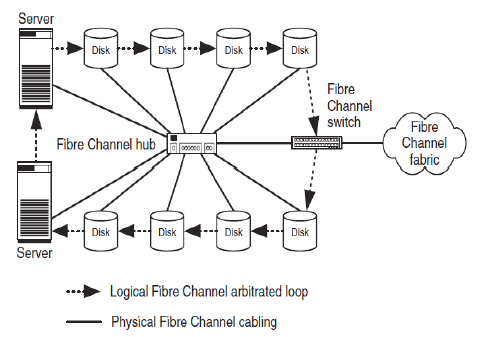 Server
Disk
Disk
Disk
Disk
Fibre
Channel
switch
Fibre Channel hub
Fibre
Channel
fabric
Disk
Disk
Disk
Disk
Server
Logical Fibre Channel arbitrated loop
Physical Fibre Channel cabling